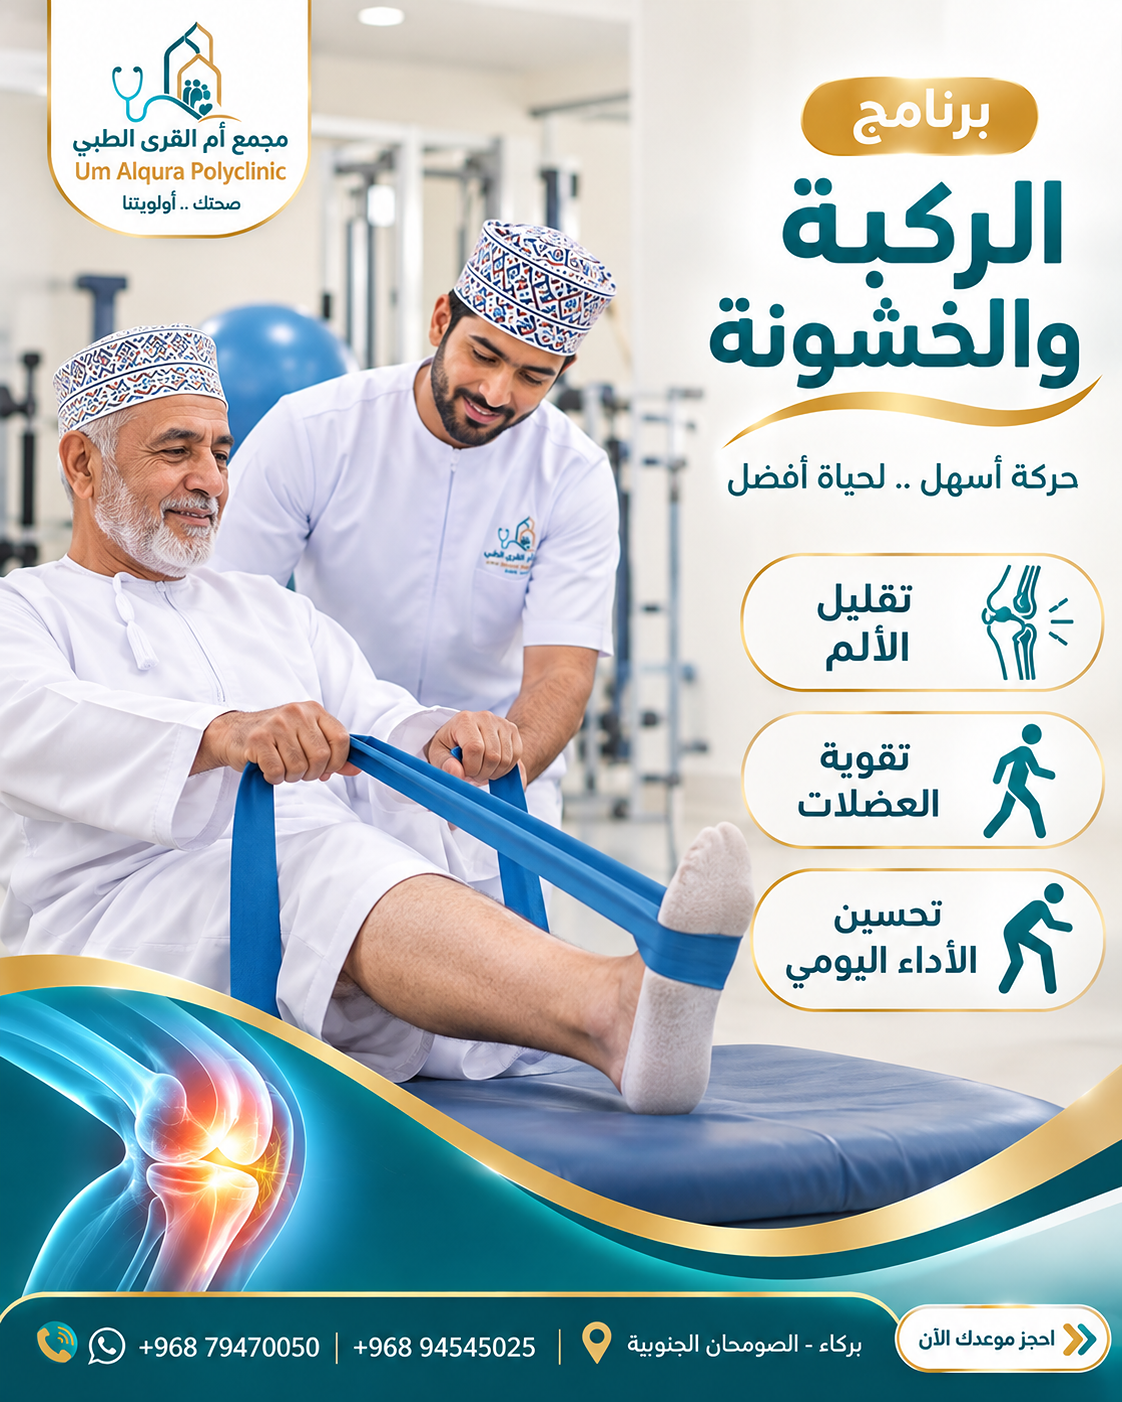 مجمع أم القرى الطبي
Um Alqura Polyclinic
صحتك .. أولويتنا
برنامج
الركبة
والخشونة
حركة أسهل .. لحياة أفضل
تقليل
الألم
تقوية
العضلات
تحسين
الأداء اليومي
+968 79470050 | +968 94545025
بركاء - الصومحان الجنوبية
احجز موعدك الآن